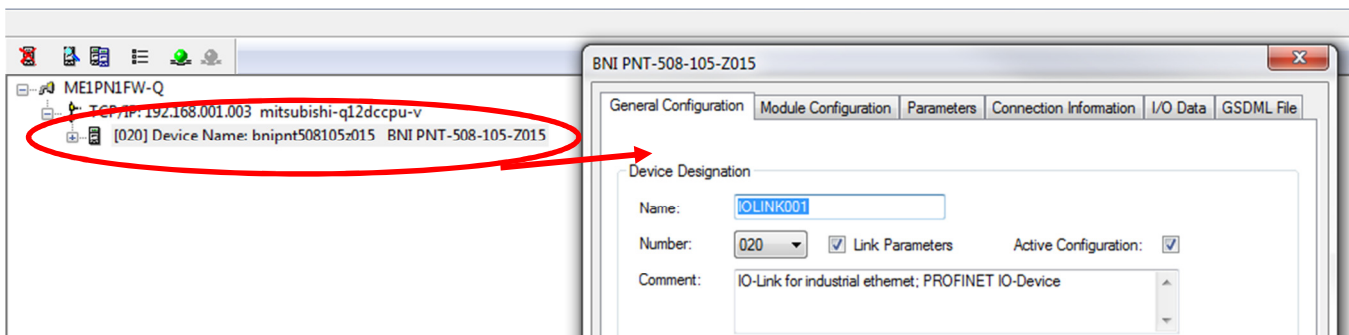 ME1PN1FW-Q
TCP/IP: 192.168.001.003 mitsubishi-q12dccpu-v
[020] Device Name: bnipnt508105z015 BNI PNT-508-105-Z015
BNI PNT-508-105-Z015
General Configuration Module Configuration Parameters Connection Information I/O Data GSDML File
Device Designation
Name: IOLINK001
Number: 020 Link Parameters Active Configuration:
Comment: IO-Link for industrial ethernet; PROFINET IO-Device